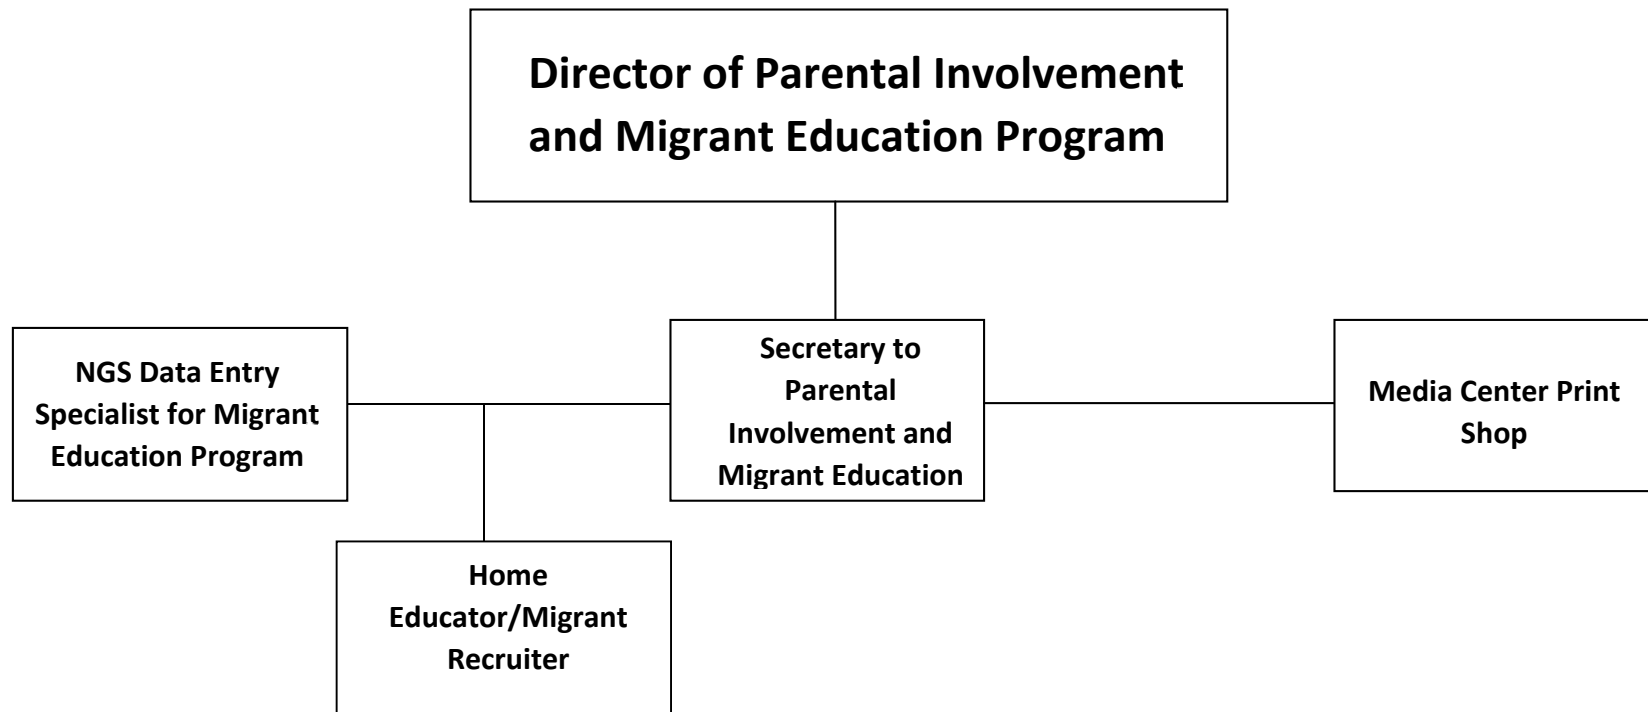 Director of Parental Involvement
and Migrant Education Program
NGS Data Entry
Specialist for Migrant
Education Program
Secretary to
Parental
Involvement and
Migrant Education
Media Center Print
Shop
Home
Educator/Migrant
Recruiter